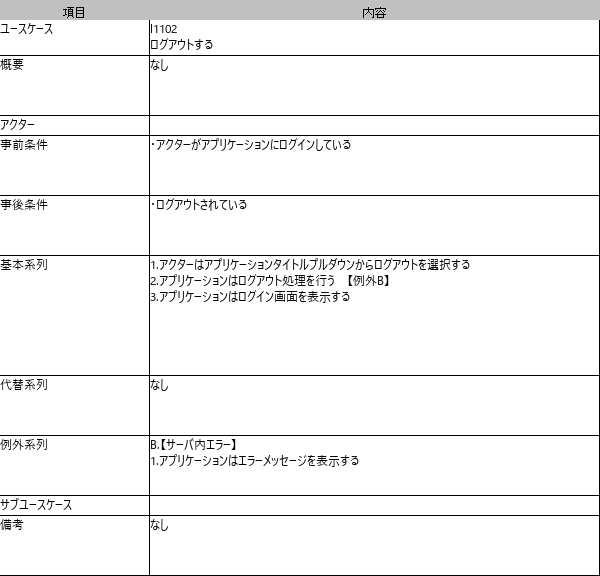 項目 内容
ユースケース I1102
ログアウトする
概要 なし
アクター
事前条件 ・アクターがアプリケーションにログインしている
事後条件 ・ログアウトされている
基本系列 1.アクターはアプリケーションタイトルプルダウンからログアウトを選択する
2.アプリケーションはログアウト処理を行う　【例外B】
3.アプリケーションはログイン画面を表示する
代替系列 なし
例外系列 B.【サーバ内エラー】
1.アプリケーションはエラーメッセージを表示する
サブユースケース
備考 なし